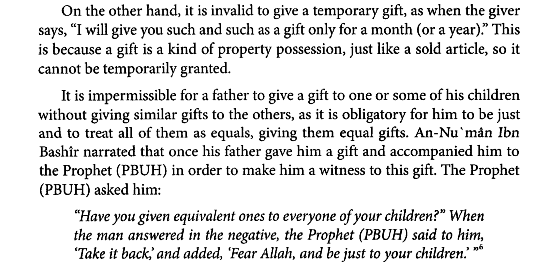 On the other hand, it is invalid to give a temporary gift, as when the giver
says, “I will give you such and such as a gift only for a month (or a year).” This
is because a gift is a kind of property possession, just like a sold article, so it
cannot be temporarily granted.
It is impermissible for a father to give a gift to one or some of his children
without giving similar gifts to the others, as it is obligatory for him to be just
and to treat all of them as equals, giving them equal gifts. An-Nu`mân Ibn
Bashîr narrated that once his father gave him a gift and accompanied him to
the Prophet (PBUH) in order to make him a witness to this gift. The Prophet
(PBUH) asked him:
“Have you given equivalent ones to everyone of your children?” When
the man answered in the negative, the Prophet (PBUH) said to him,
‘Take it back,’ and added, ‘Fear Allah, and be just to your children.’ ”6